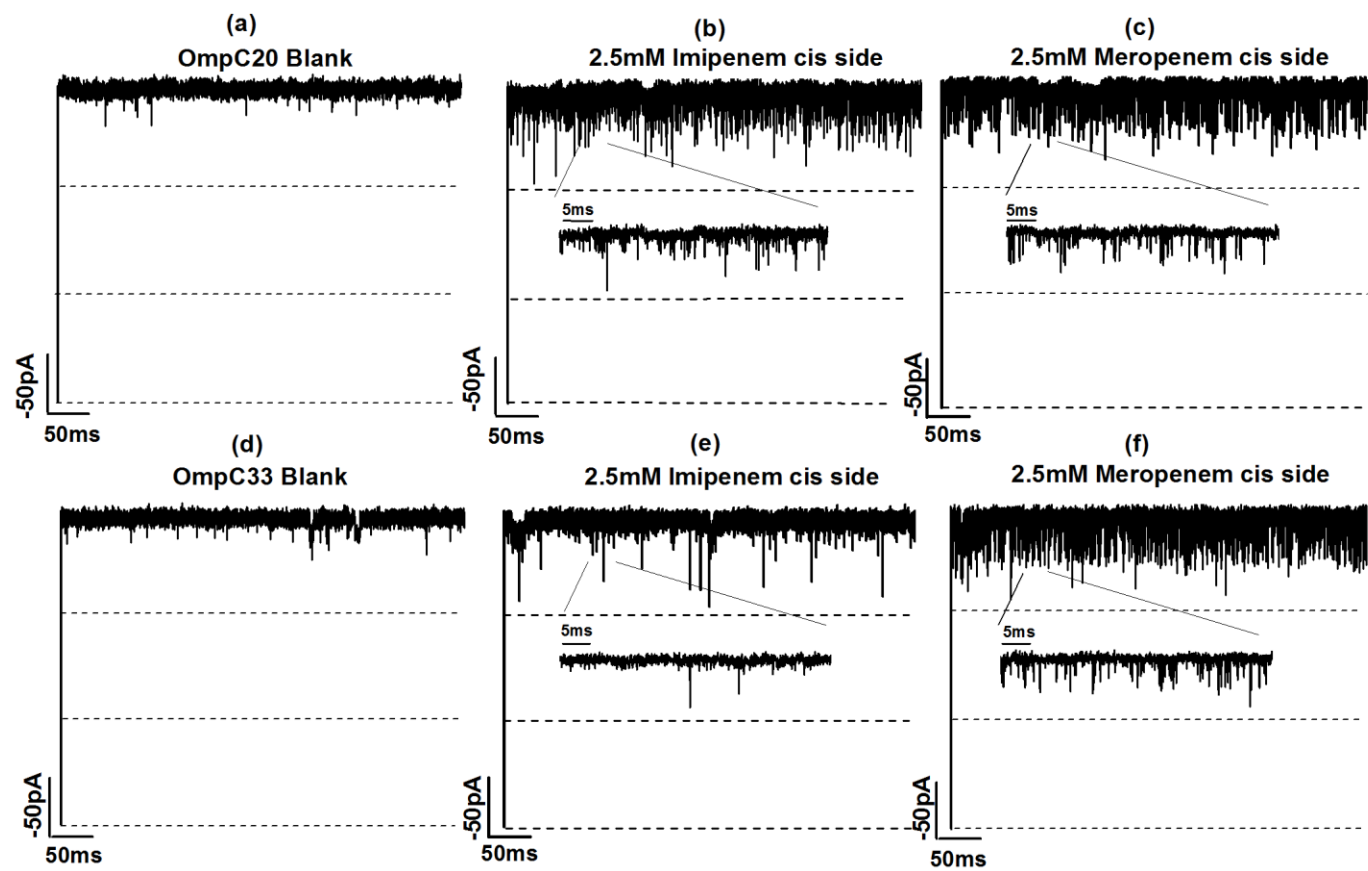 (a)
OmpC20 Blank
-50pA
50ms
(b)
2.5mM Imipenem cis side
5ms
-50pA
50ms
(c)
2.5mM Meropenem cis side
5ms
-50pA
50ms
(d)
OmpC33 Blank
-50pA
50ms
(e)
2.5mM Imipenem cis side
5ms
-50pA
50ms
(f)
2.5mM Meropenem cis side
5ms
-50pA
50ms